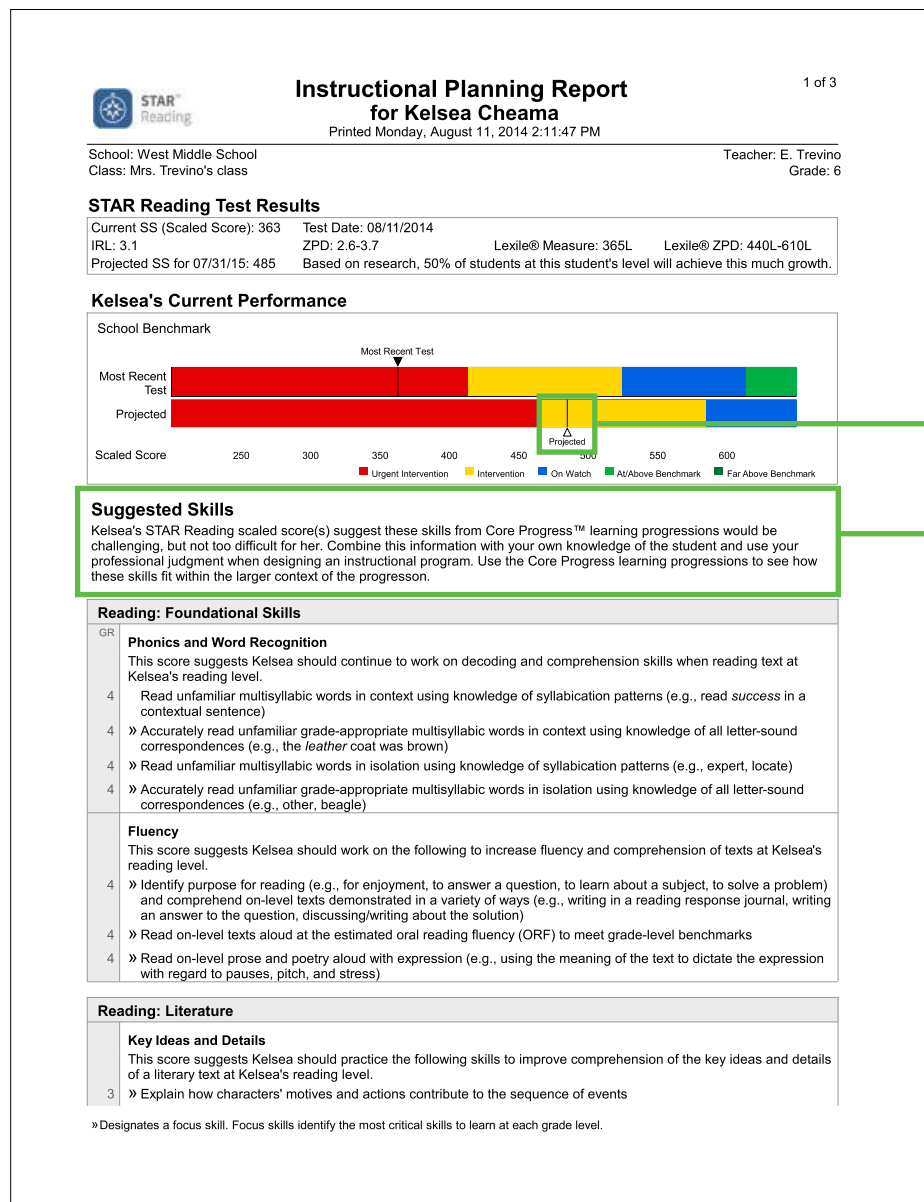 1 of 3
STAR™
Reading
Instructional Planning Report
for Kelsea Cheama
Printed Monday, August 11, 2014 2:11:47 PM
School: West Middle School
Teacher: E. Trevino
Class: Mrs. Trevino's class
Grade: 6
STAR Reading Test Results
Current SS (Scaled Score): 363 Test Date: 08/11/2014
IRL: 3.1 ZPD: 2.6-3.7 Lexile® Measure: 365L Lexile® ZPD: 440L-610L
Projected SS for 07/31/15: 485 Based on research, 50% of students at this student's level will achieve this much growth.
Kelsea's Current Performance
School Benchmark
Most Recent Test
Most Recent
Test
Projected
Projected
Scaled Score 250 300 350 400 450 500 550 600
Urgent Intervention Intervention On Watch At/Above Benchmark Far Above Benchmark
Suggested Skills
Kelsea's STAR Reading scaled score(s) suggest these skills from Core Progress™ learning progressions would be
challenging, but not too difficult for her. Combine this information with your own knowledge of the student and use your
professional judgment when designing an instructional program. Use the Core Progress learning progressions to see how
these skills fit within the larger context of the progresson.
Reading: Foundational Skills
GR
Phonics and Word Recognition
This score suggests Kelsea should continue to work on decoding and comprehension skills when reading text at
Kelsea's reading level.
4 Read unfamiliar multisyllabic words in context using knowledge of syllabication patterns (e.g., read success in a
contextual sentence)
4 » Accurately read unfamiliar grade-appropriate multisyllabic words in context using knowledge of all letter-sound
correspondences (e.g., the leather coat was brown)
4 » Read unfamiliar multisyllabic words in isolation using knowledge of syllabication patterns (e.g., expert, locate)
4 » Accurately read unfamiliar grade-appropriate multisyllabic words in isolation using knowledge of all letter-sound
correspondences (e.g., other, beagle)
Fluency
This score suggests Kelsea should work on the following to increase fluency and comprehension of texts at Kelsea's
reading level.
4 » Identify purpose for reading (e.g., for enjoyment, to answer a question, to learn about a subject, to solve a problem)
and comprehend on-level texts demonstrated in a variety of ways (e.g., writing in a reading response journal, writing
an answer to the question, discussing/writing about the solution)
4 » Read on-level texts aloud at the estimated oral reading fluency (ORF) to meet grade-level benchmarks
4 » Read on-level prose and poetry aloud with expression (e.g., using the meaning of the text to dictate the expression
with regard to pauses, pitch, and stress)
Reading: Literature
Key Ideas and Details
This score suggests Kelsea should practice the following skills to improve comprehension of the key ideas and details
of a literary text at Kelsea's reading level.
3 » Explain how characters' motives and actions contribute to the sequence of events
»Designates a focus skill. Focus skills identify the most critical skills to learn at each grade level.